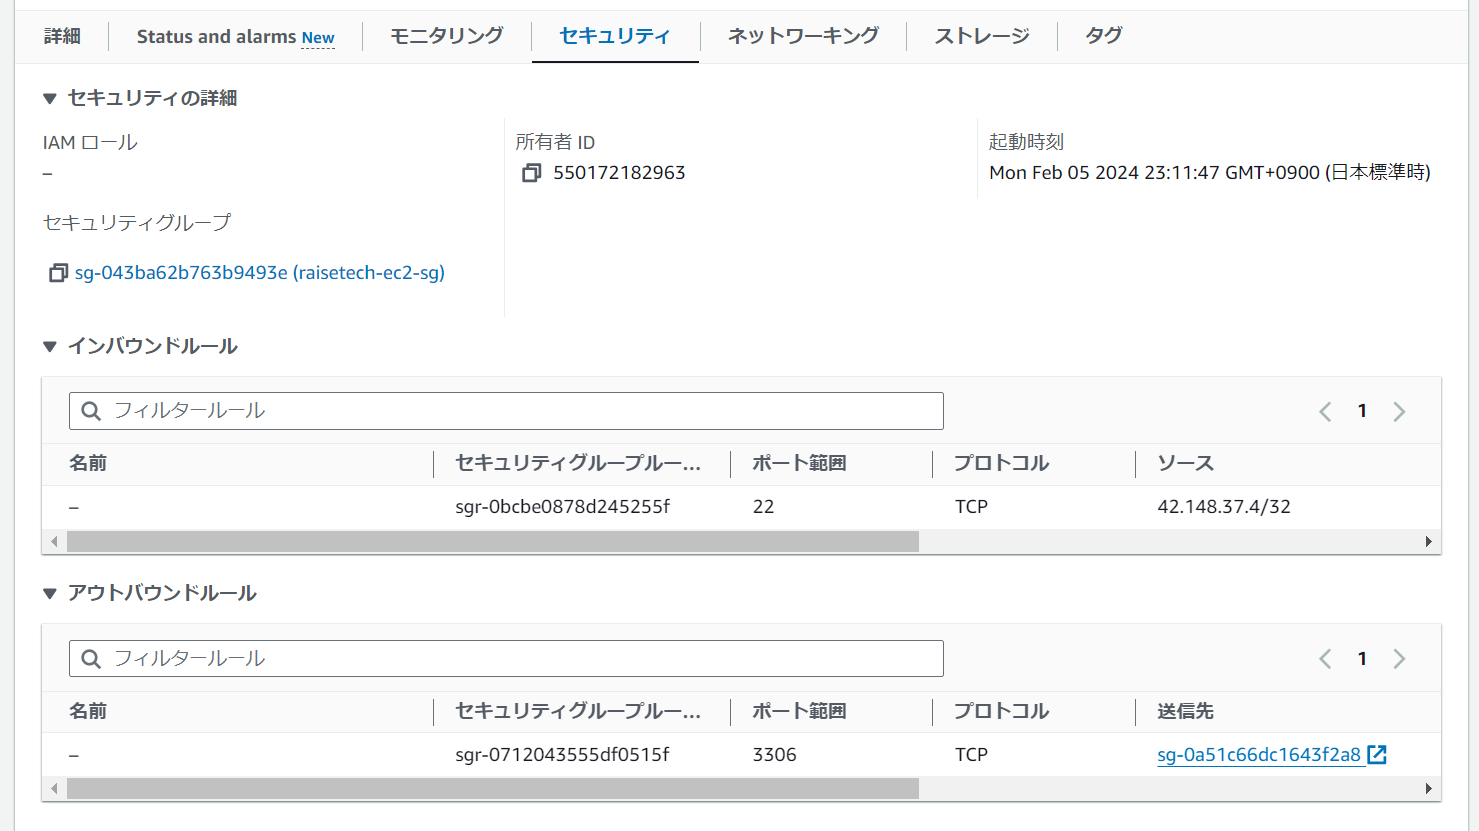 詳細 Status and alarms New モニタリング セキュリティ ネットワーキング ストレージ タグ
セキュリティの詳細
IAM ロール 所有者 ID 起動時刻
– 550172182963 Mon Feb 05 2024 23:11:47 GMT+0900 (日本標準時)
セキュリティグループ
sg-043ba62b763b9493e (raisetech-ec2-sg)
インバウンドルール
フィルタールール 1
名前 セキュリティグループルー... ポート範囲 プロトコル ソース
– sgr-0bcbe0878d245255f 22 TCP 42.148.37.4/32
アウトバウンドルール
フィルタールール 1
名前 セキュリティグループルー... ポート範囲 プロトコル 送信先
– sgr-0712043555df0515f 3306 TCP sg-0a51c66dc1643f2a8